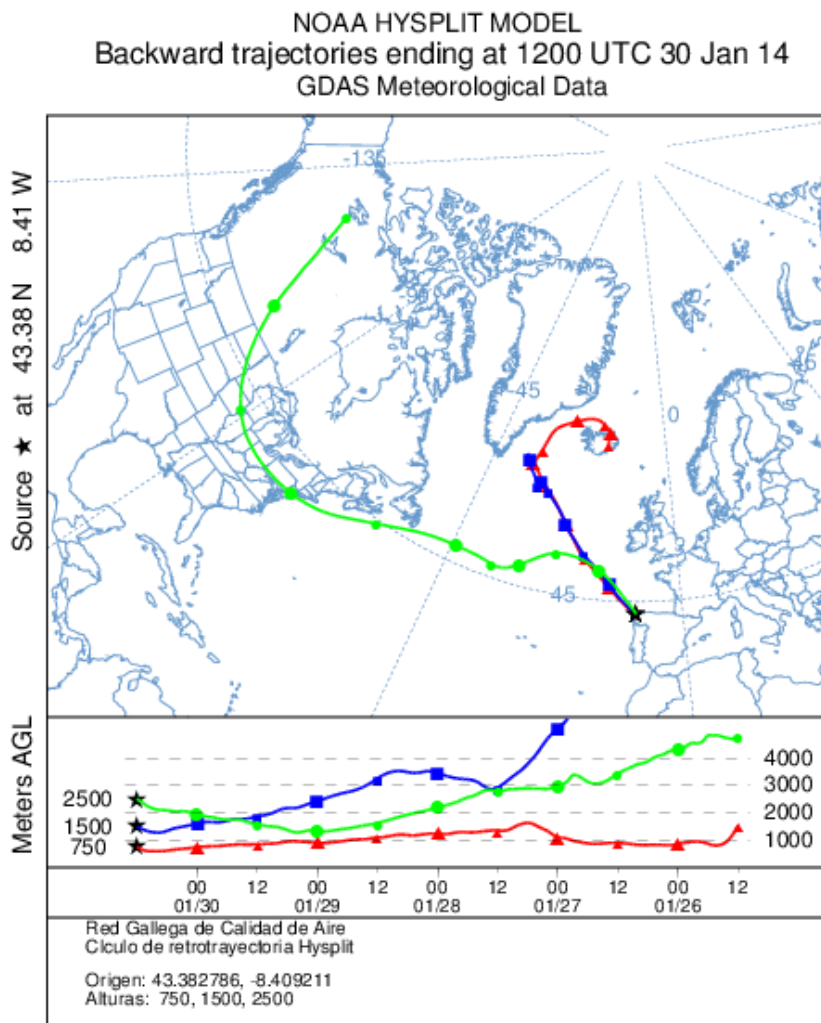 NOAA HYSPLIT MODEL
Backward trajectories ending at 1200 UTC 30 Jan 14
GDAS Meteorological Data
Source ★ at 43.38 N 8.41 W
-135
-90
-45
0
45
45
Meters AGL
2500
1500
750
4000
3000
2000
1000
00 12 00 12 00 12 00 12 00 12
01/30 01/29 01/28 01/27 01/26
Red Gallega de Calidad de Aire
Clculo de retrotrayectoria Hysplit
Origen: 43.382786, -8.409211
Alturas: 750, 1500, 2500